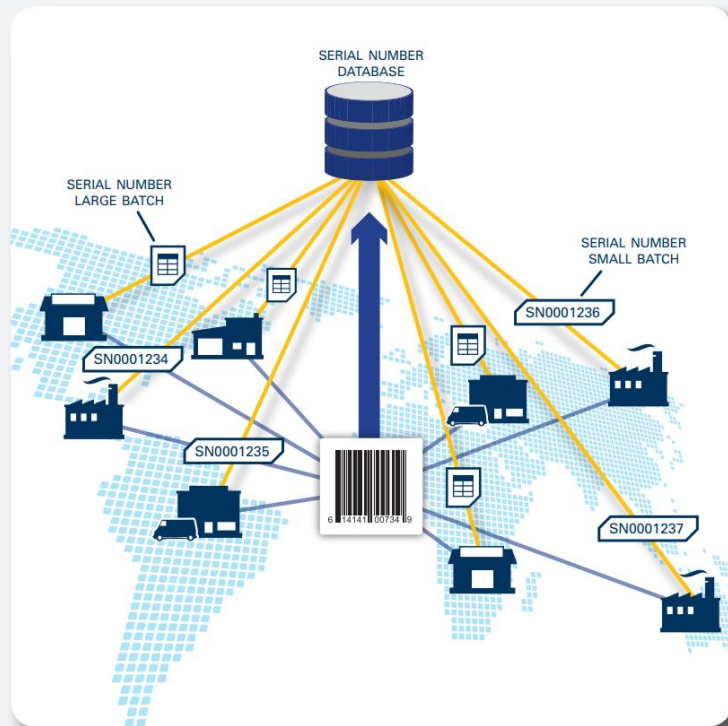 SERIAL NUMBER
DATABASE
SERIAL NUMBER
LARGE BATCH
SERIAL NUMBER
SMALL BATCH
SN0001236
SN0001234
SN0001235
6 14141 00734 9
SN0001237